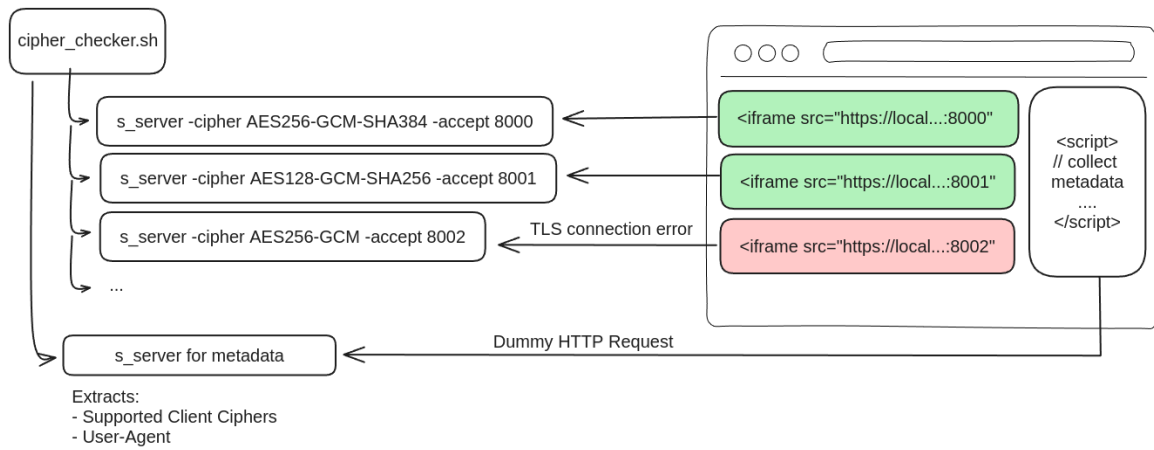 cipher_checker.sh
s_server -cipher AES256-GCM-SHA384 -accept 8000
<iframe src="https://local...:8000"
s_server -cipher AES128-GCM-SHA256 -accept 8001
<iframe src="https://local...:8001"
s_server -cipher AES256-GCM -accept 8002
TLS connection error
<iframe src="https://local...:8002"
...
<script>
// collect
metadata
....
</script>
s_server for metadata
Dummy HTTP Request
Extracts:
- Supported Client Ciphers
- User-Agent